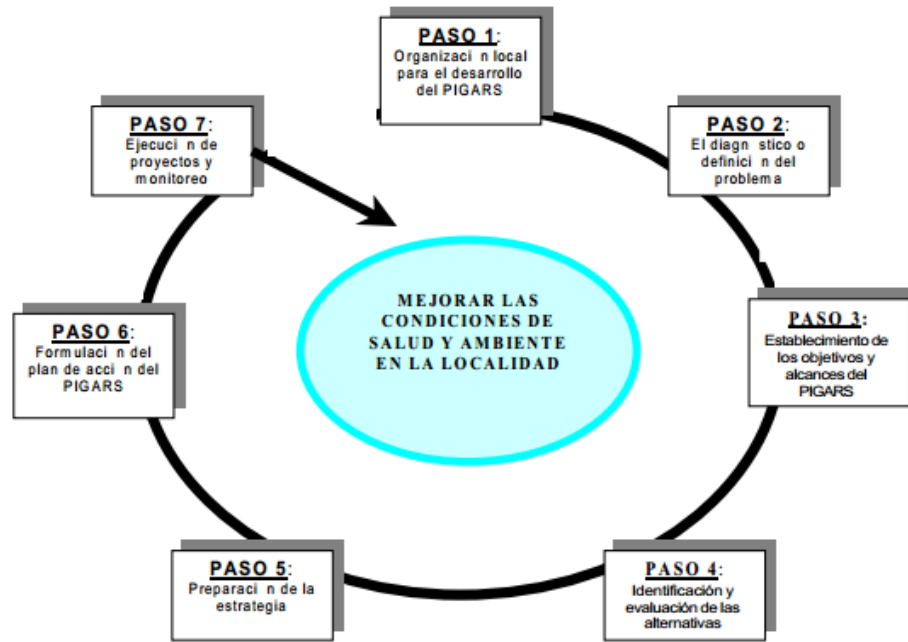 PASO 1:
Organizaci n local
para el desarrollo
del PIGARS
PASO 2:
El diagn stico o
definici n del
problema
PASO 3:
Establecimiento de
los objetivos y
alcances del
PIGARS
PASO 4:
Identificación y
evaluación de las
alternativas
PASO 5:
Preparaci n de la
estrategia
PASO 6:
Formulaci n del
plan de acci n del
PIGARS
PASO 7:
Ejecuci n de
proyectos y
monitoreo
MEJORAR LAS
CONDICIONES DE
SALUD Y AMBIENTE
EN LA LOCALIDAD